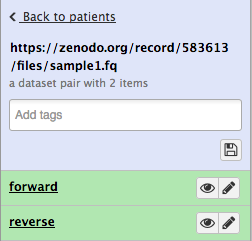 Back to patients
https://zenodo.org/record/583613
/files/sample1.fq
a dataset pair with 2 items
Add tags
forward
reverse